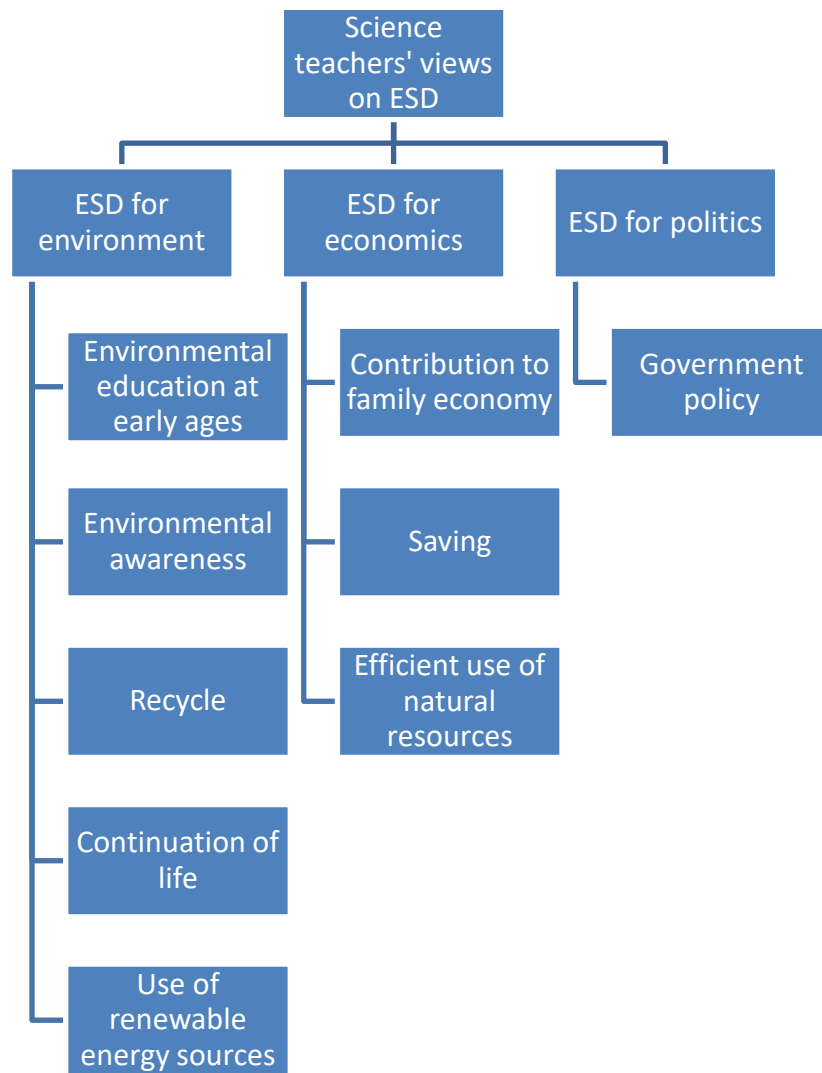 Science
teachers' views
on ESD
ESD for
environment
ESD for
economics
ESD for politics
Environmental
education at
early ages
Environmental
awareness
Recycle
Continuation of
life
Use of
renewable
energy sources
Contribution to
family economy
Saving
Efficient use of
natural
resources
Government
policy